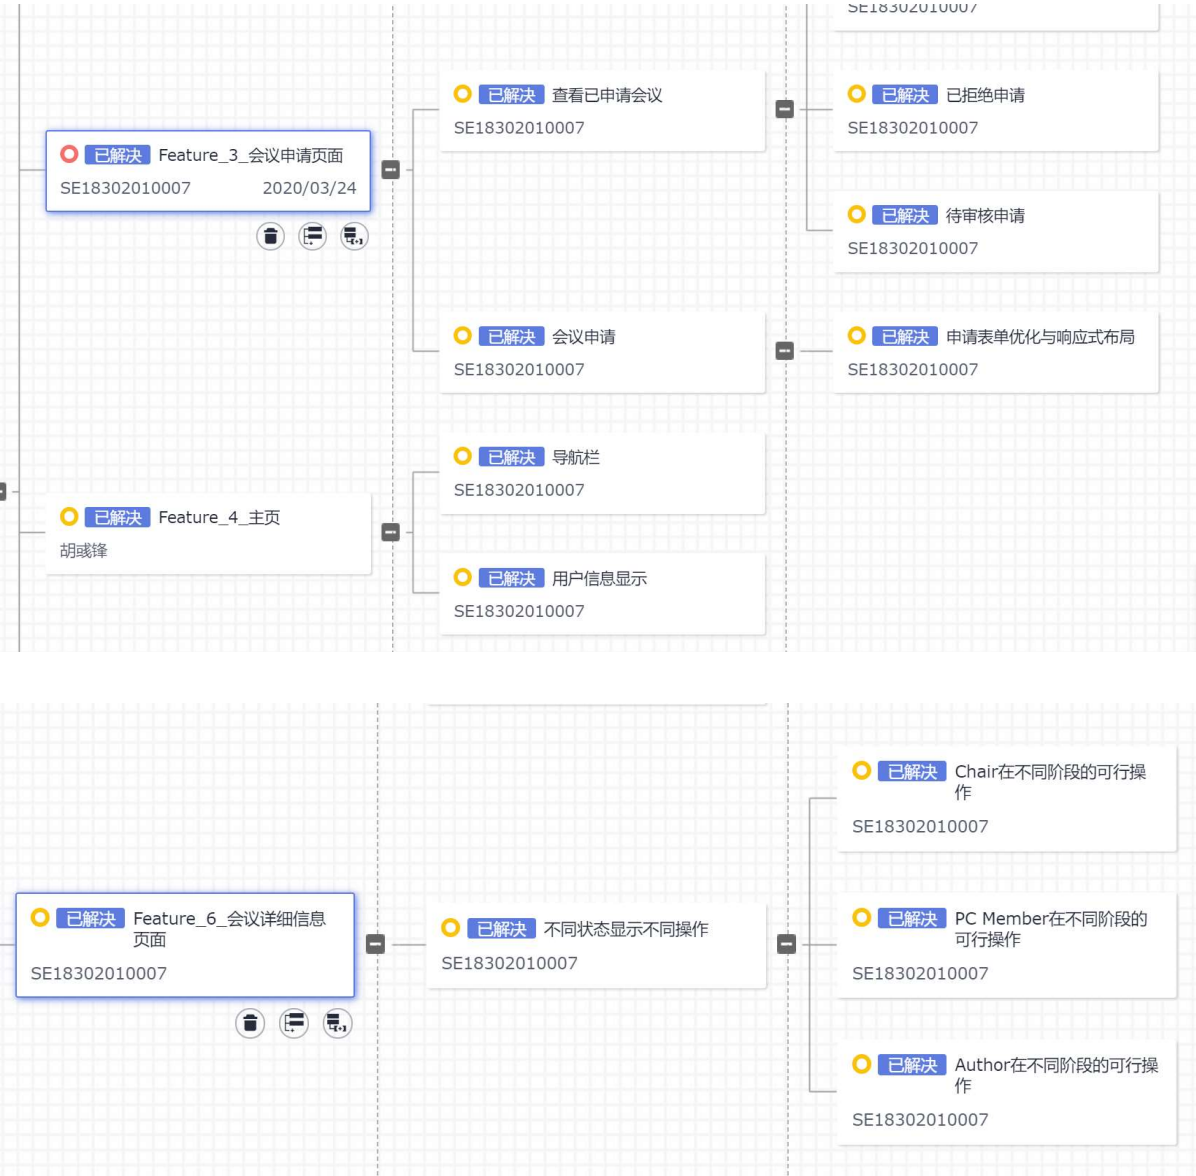 SE18302010007
已解决 查看已申请会议
SE18302010007
已解决 已拒绝申请
SE18302010007
已解决 Feature_3_会议申请页面
SE18302010007 2020/03/24
已解决 待审核申请
SE18302010007
已解决 会议申请
SE18302010007
已解决 申请表单优化与响应式布局
SE18302010007
已解决 导航栏
SE18302010007
已解决 Feature_4_主页
胡彧锋
已解决 用户信息显示
SE18302010007
已解决 Chair在不同阶段的可行操
作
SE18302010007
已解决 Feature_6_会议详细信息
页面
SE18302010007
已解决 不同状态显示不同操作
SE18302010007
已解决 PC Member在不同阶段的
可行操作
SE18302010007
已解决 Author在不同阶段的可行操
作
SE18302010007